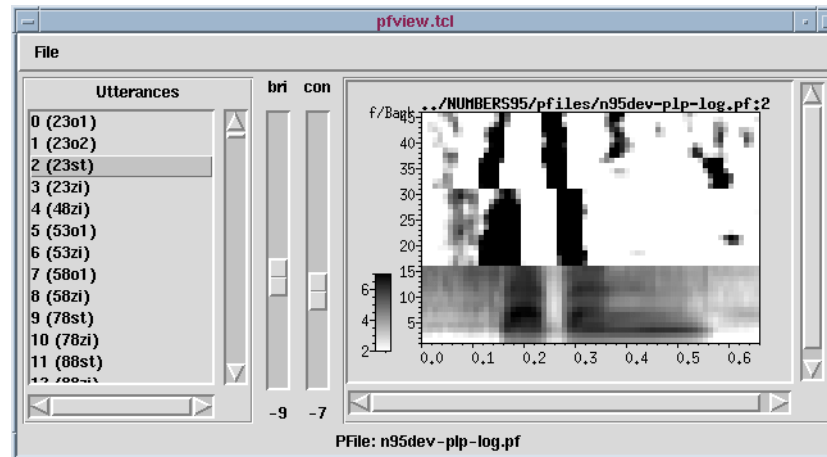 pfview.tcl
File
Utterances
0 (23o1)
1 (23o2)
2 (23st)
3 (23zi)
4 (48zi)
5 (53o1)
6 (53zi)
7 (58o1)
8 (58zi)
9 (78st)
10 (78zi)
11 (88st)
12 (88zi)
bri con
-9 -7
../NUMBERS95/pfiles/n95dev-plp-log.pf:2
f/Bank
45
40
35
30
25
20
15
10
5
6
4
2
0.0 0.1 0.2 0.3 0.4 0.5 0.6
PFile: n95dev-plp-log.pf